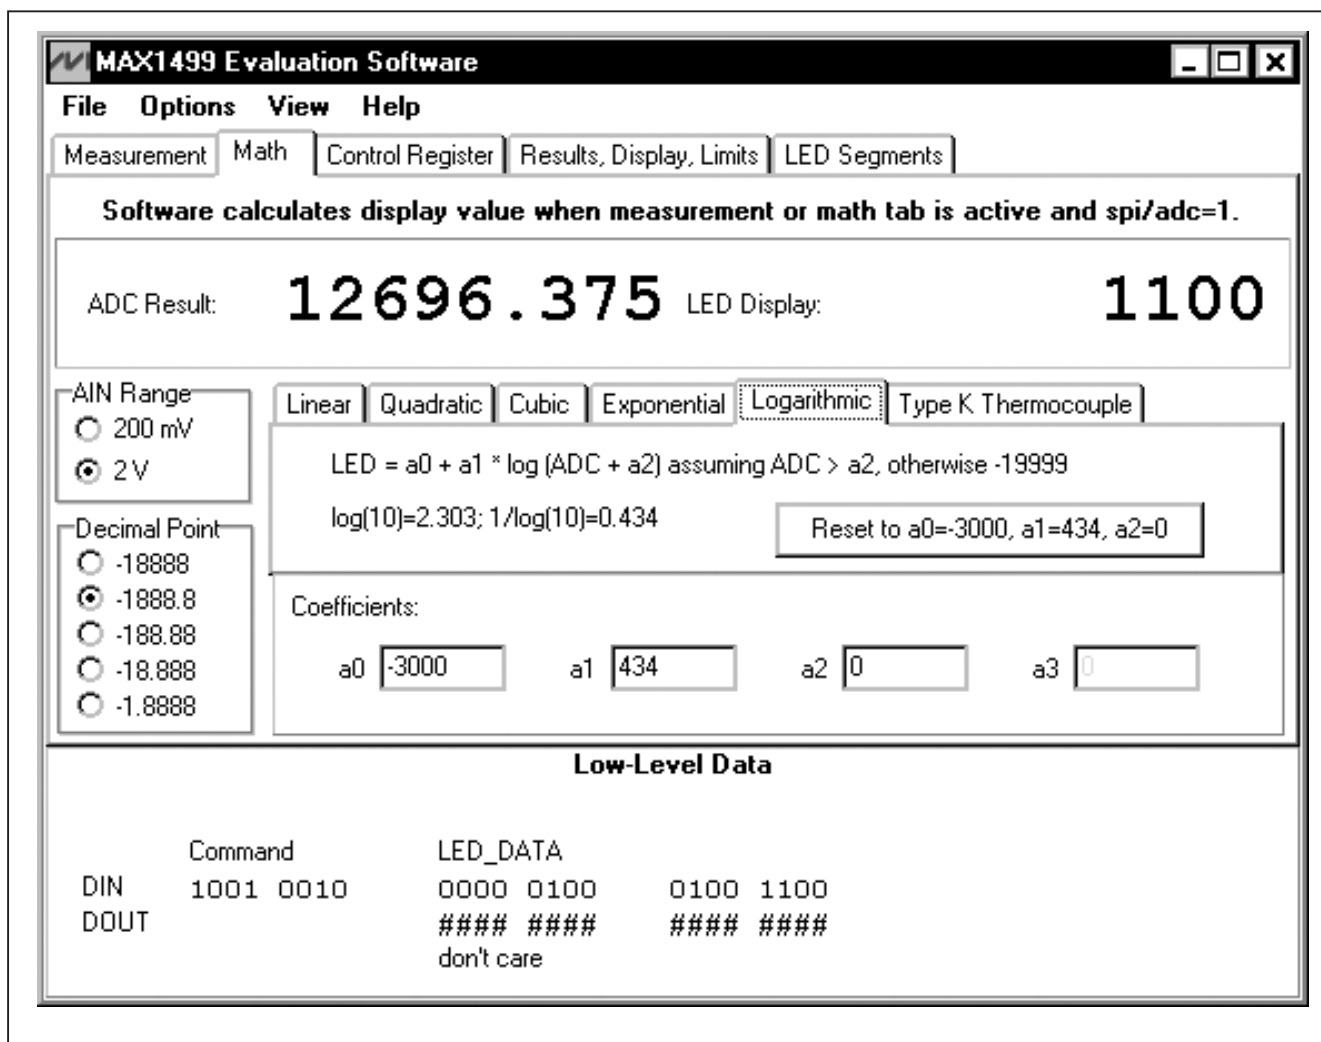 MAX1499 Evaluation Software
File Options View Help
Measurement Math Control Register Results, Display, Limits LED Segments
Software calculates display value when measurement or math tab is active and spi/adc=1.
ADC Result: 12696.375 LED Display: 1100
AIN Range
200 mV
2 V
Decimal Point
-18888
-1888.8
-188.88
-18.888
-1.8888
Linear Quadratic Cubic Exponential Logarithmic Type K Thermocouple
LED = a0 + a1 * log (ADC + a2) assuming ADC > a2, otherwise -19999
log(10)=2.303; 1/log(10)=0.434
Reset to a0=-3000, a1=434, a2=0
Coefficients:
a0 -3000 a1 434 a2 0 a3 0
Low-Level Data
Command LED_DATA
DIN 1001 0010 0000 0100 0100 1100
DOUT #### #### #### ####
don't care